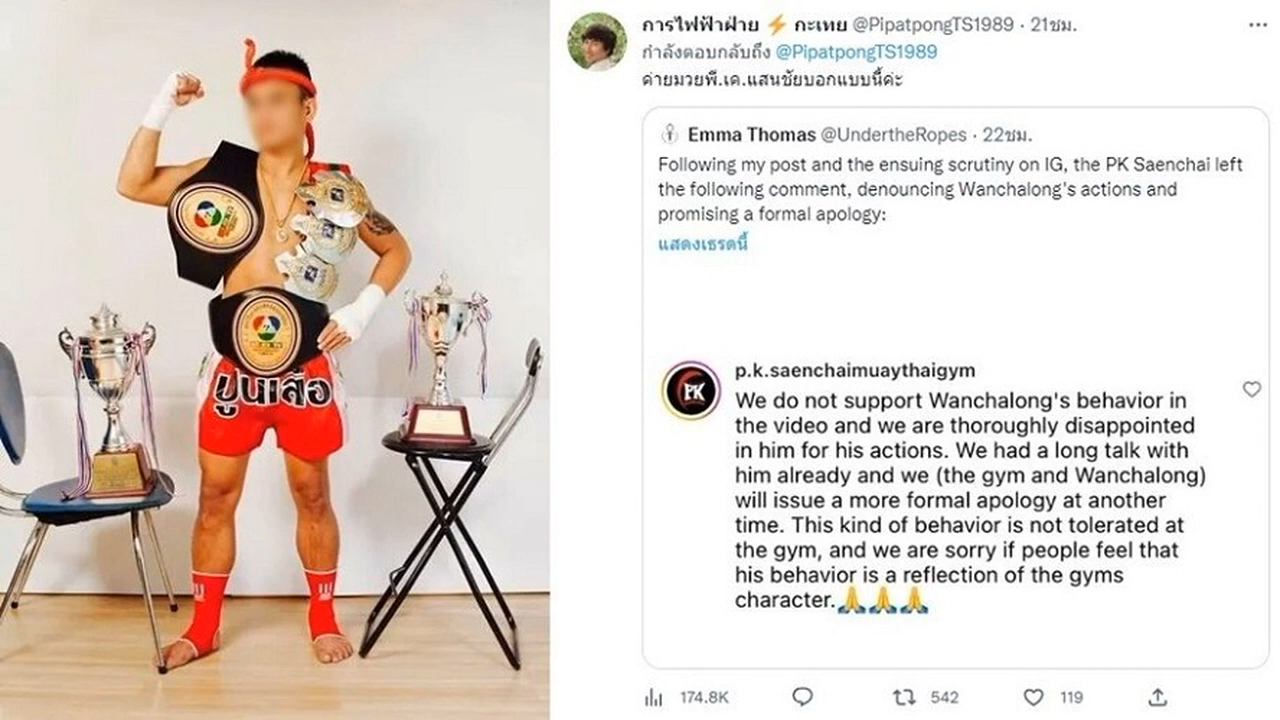 ปูนเสือ
การไฟฟ้าฝ่าย ⚡ กะเทย @PipatpongTS1989 · 21ชม.
กำลังตอบกลับถึง @PipatpongTS1989
ค่ายมวยพี.เค.แสนชัยบอกแบบนี้ค่ะ
Emma Thomas @UndertheRopes · 22ชม.
Following my post and the ensuing scrutiny on IG, the PK Saenchai left
the following comment, denouncing Wanchalong's actions and
promising a formal apology:
แสดงเธรดนี้
PK
p.k.saenchaimuaythaigym
We do not support Wanchalong's behavior in
the video and we are thoroughly disappointed
in him for his actions. We had a long talk with
him already and we (the gym and Wanchalong)
will issue a more formal apology at another
time. This kind of behavior is not tolerated at
the gym, and we are sorry if people feel that
his behavior is a reflection of the gyms
character.🙏🙏🙏
174.8K 542 119